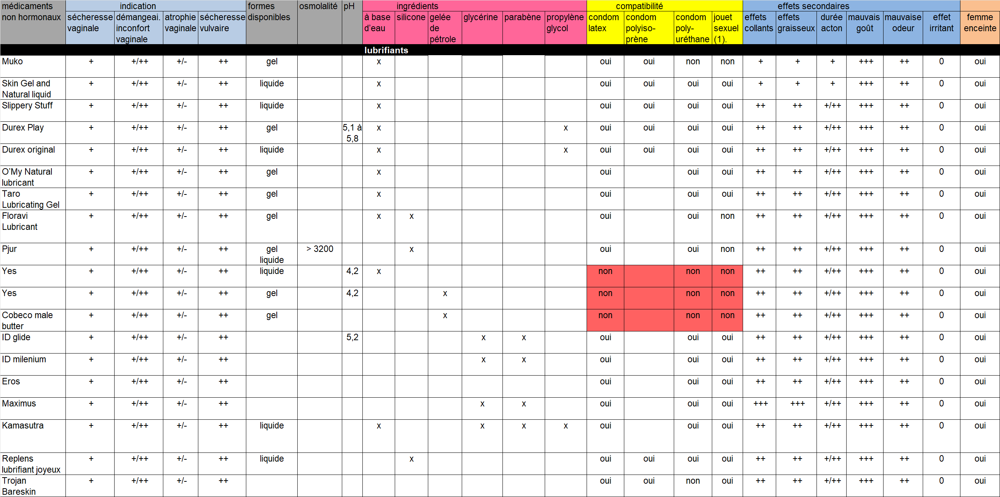 médicaments non hormonaux | indication | formes disponibles | osmolalité | pH | ingrédients | compatibilité | effets secondaires
sécheresse vaginale | démangeai. inconfort vaginale | atrophie vaginale | sécheresse vulvaire | à base d’eau | silicone | gelée de pétrole | glycérine | parabène | propylène glycol | condom latex | condom polyiso-prène | condom poly-uréthane | jouet sexuel (1). | effets collants | effets graisseux | durée acton | mauvais goût | mauvaise odeur | effet irritant | femme enceinte
lubrifiants
Muko + +/++ +/- ++ gel x oui oui non non + + + +++ ++ 0 oui
Skin Gel and Natural liquid + +/++ +/- ++ liquide x oui oui oui oui + + + +++ ++ 0 oui
Slippery Stuff + +/++ +/- ++ liquide x oui oui oui oui ++ ++ +/++ +++ ++ 0 oui
Durex Play + +/++ +/- ++ gel 5,1 à 5,8 x x oui oui oui oui ++ ++ +/++ +++ ++ 0 oui
Durex original + +/++ +/- ++ liquide x x oui oui oui oui ++ ++ +/++ +++ ++ 0 oui
O’My Natural lubricant + +/++ +/- ++ gel x oui oui oui ++ ++ +/++ +++ ++ 0 oui
Taro Lubricating Gel + +/++ +/- ++ gel x oui oui oui ++ ++ +/++ +++ ++ 0 oui
Floravi Lubricant + +/++ +/- ++ gel x x oui oui non ++ ++ +/++ +++ ++ 0 oui
Pjur + +/++ +/- ++ gel liquide > 3200 x oui oui non ++ ++ +/++ +++ ++ 0 oui
Yes + +/++ +/- ++ liquide 4,2 x non non non ++ ++ +/++ +++ ++ 0 oui
Yes + +/++ +/- ++ gel 4,2 x non non non ++ ++ +/++ +++ ++ 0 oui
Cobeco male butter + +/++ +/- ++ gel x non non non ++ ++ +/++ +++ ++ 0 oui
ID glide + +/++ +/- ++ 5,2 x x oui oui oui ++ ++ +/++ +++ ++ 0 oui
ID milenium + +/++ +/- ++ x x oui oui oui ++ ++ +/++ +++ ++ 0 oui
Eros + +/++ +/- ++ oui oui oui ++ ++ +/++ +++ ++ 0 oui
Maximus + +/++ +/- ++ x x oui oui oui +++ +++ +/++ +++ ++ 0 oui
Kamasutra + +/++ +/- ++ liquide x x x x oui oui oui ++ ++ +/++ +++ ++ 0 oui
Replens lubrifiant joyeux + +/++ +/- ++ liquide x oui oui oui oui ++ ++ +/++ +++ ++ 0 oui
Trojan Bareskin + +/++ +/- ++ oui oui non oui ++ ++ +/++ +++ ++ 0 oui